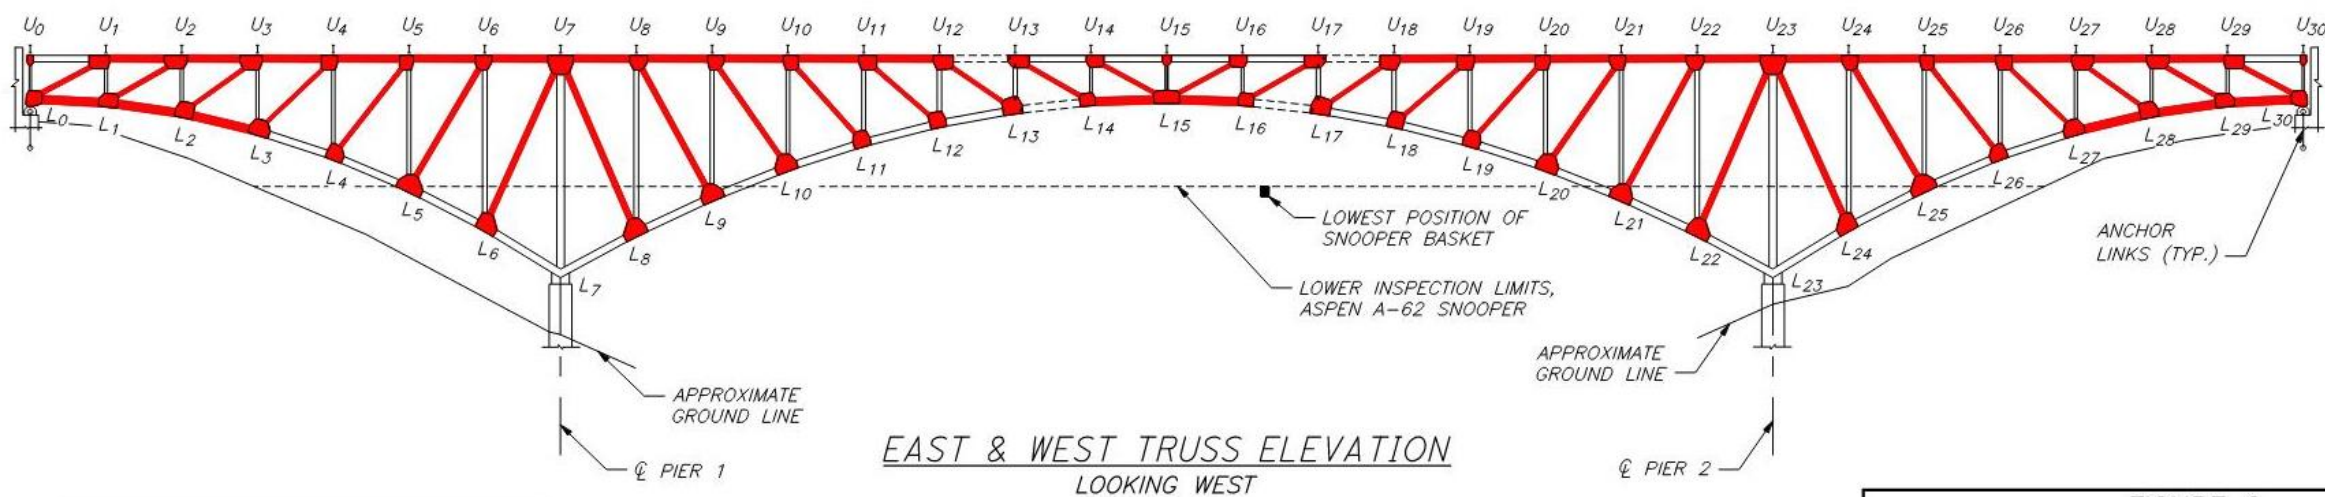 U0 U1 U2 U3 U4 U5 U6 U7 U8 U9 U10 U11 U12 U13 U14 U15 U16 U17 U18 U19 U20 U21 U22 U23 U24 U25 U26 U27 U28 U29 U30
L0 L1 L2 L3 L4 L5 L6 L7 L8 L9 L10 L11 L12 L13 L14 L15 L16 L17 L18 L19 L20 L21 L22 L23 L24 L25 L26 L27 L28 L29 L30
LOWEST POSITION OF
SNOOPER BASKET
ANCHOR
LINKS (TYP.)
LOWER INSPECTION LIMITS,
ASPEN A-62 SNOOPER
APPROXIMATE
GROUND LINE
APPROXIMATE
GROUND LINE
℄ PIER 1
EAST & WEST TRUSS ELEVATION
LOOKING WEST
℄ PIER 2